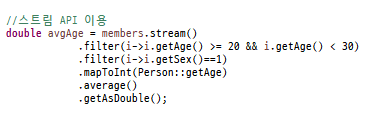 //스트림 API 이용
double avgAge = members.stream()
.filter(i->i.getAge() >= 20 && i.getAge() < 30)
.filter(i->i.getSex()==1)
.mapToInt(Person::getAge)
.average()
.getAsDouble();